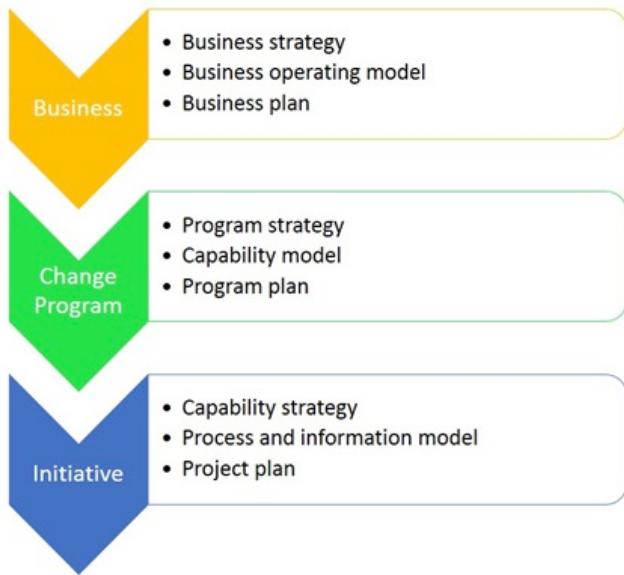 Business
• Business strategy
• Business operating model
• Business plan
Change
Program
• Program strategy
• Capability model
• Program plan
Initiative
• Capability strategy
• Process and information model
• Project plan